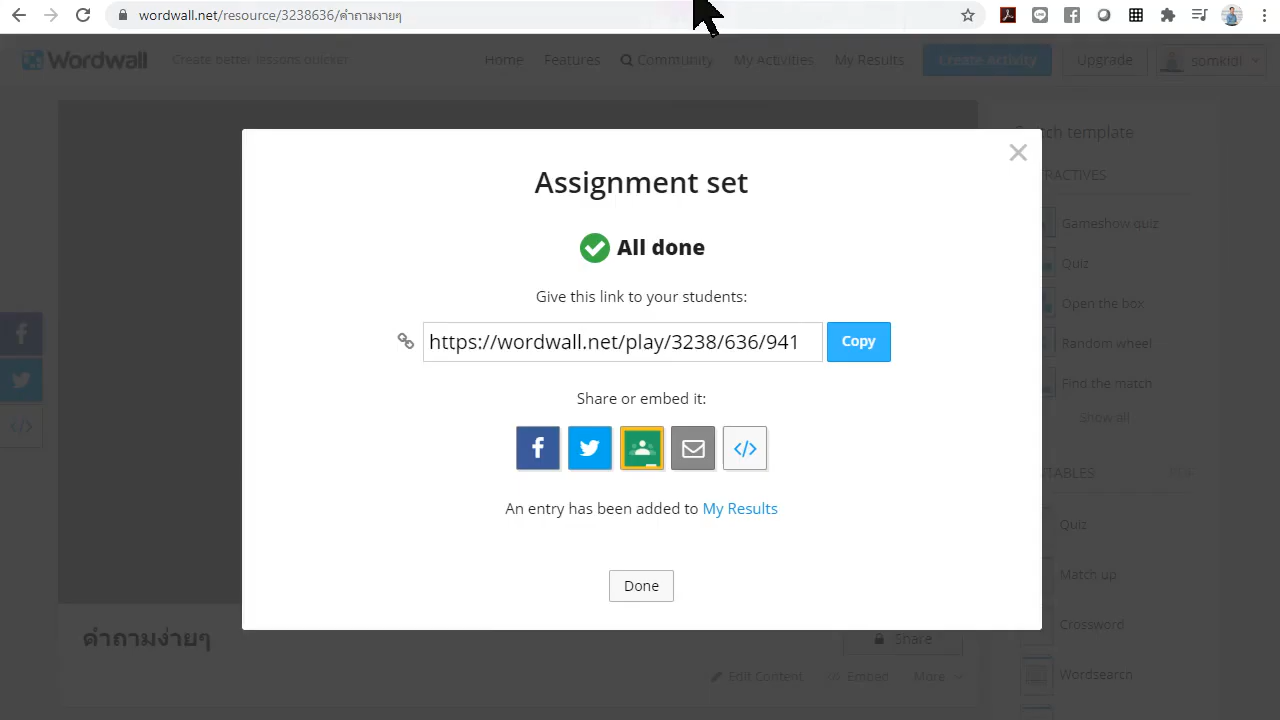 wordwall.net/resource/3238636/คำถามงายๆ
Wordwall
Create better lessons quicker
Home
Features
Community
My Activities
My Results
Create activity
Upgrade
somkidl
Assignment set
All done
Give this link to your students:
https://wordwall.net/play/3238/636/941
Copy
Share or embed it:
An entry has been added to My Results
Done
template
Gameshow quiz
Quiz
Open the box
Random wheel
Find the match
Show all
Quiz
Match up
Crossword
Wordsearch
คำถามง่ายๆ
Share
Edit Content
Embed
More